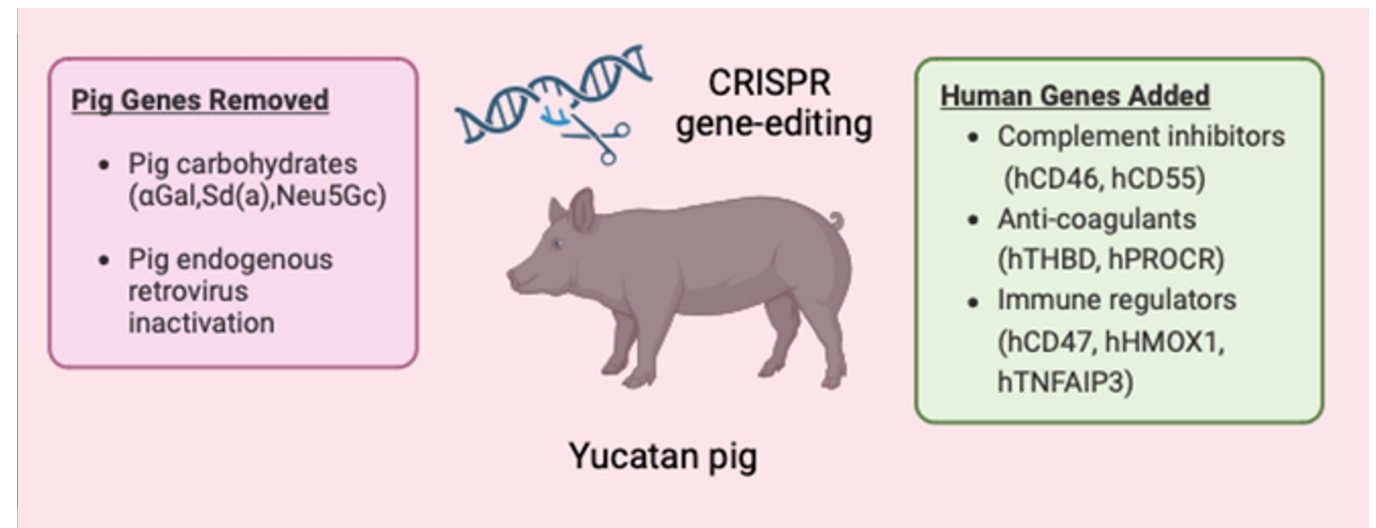 Pig Genes Removed
• Pig carbohydrates
(αGal,Sd(a),Neu5Gc)
• Pig endogenous
retrovirus
inactivation
CRISPR
gene-editing
Yucatan pig
Human Genes Added
• Complement inhibitors
(hCD46, hCD55)
• Anti-coagulants
(hTHBD, hPROCR)
• Immune regulators
(hCD47, hHMOX1,
hTNFAIP3)